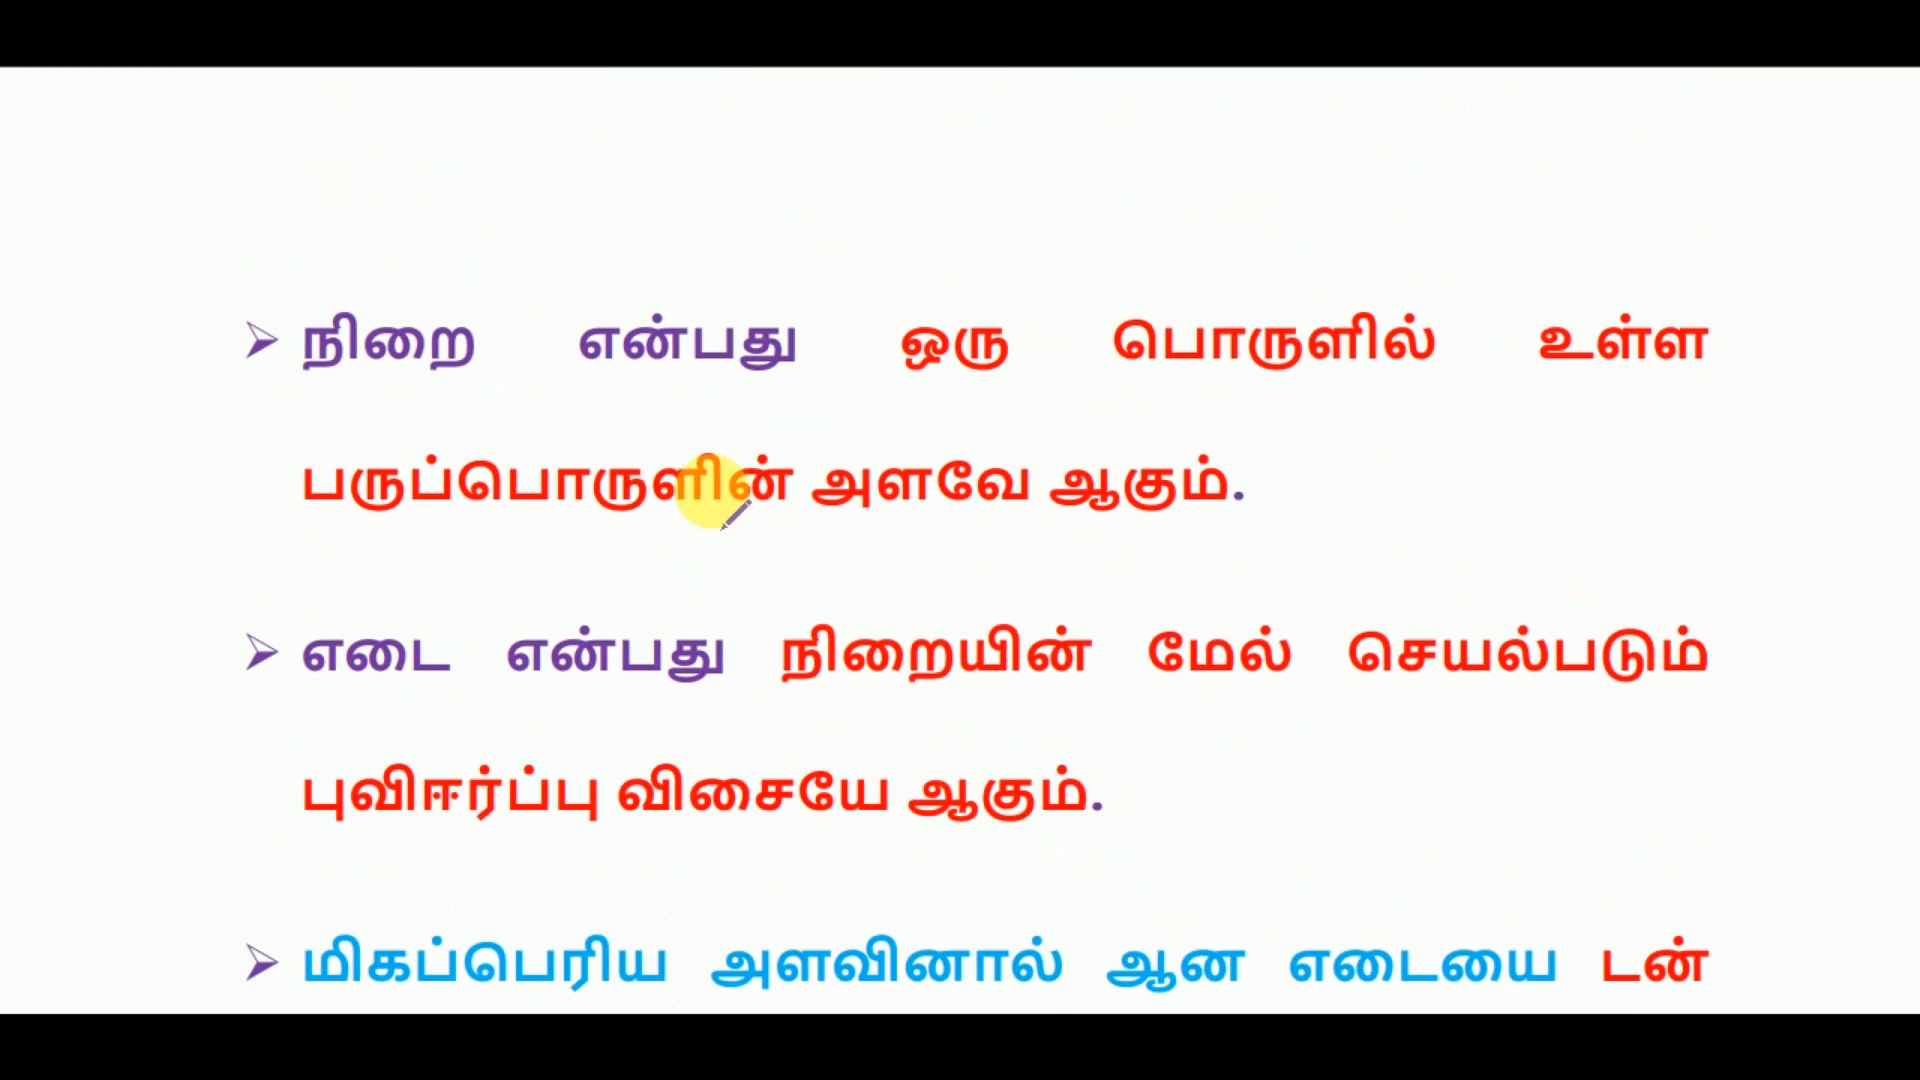 ➢ நிறை என்பது ஒரு பொருளில் உள்ள
பருப்பொருளின் அளவே ஆகும்.
➢ எடை என்பது நிறையின் மேல் செயல்படும்
புவிஈர்ப்பு விசையே ஆகும்.
➢ மிகப்பெரிய அளவினால் ஆன எடையை டன்